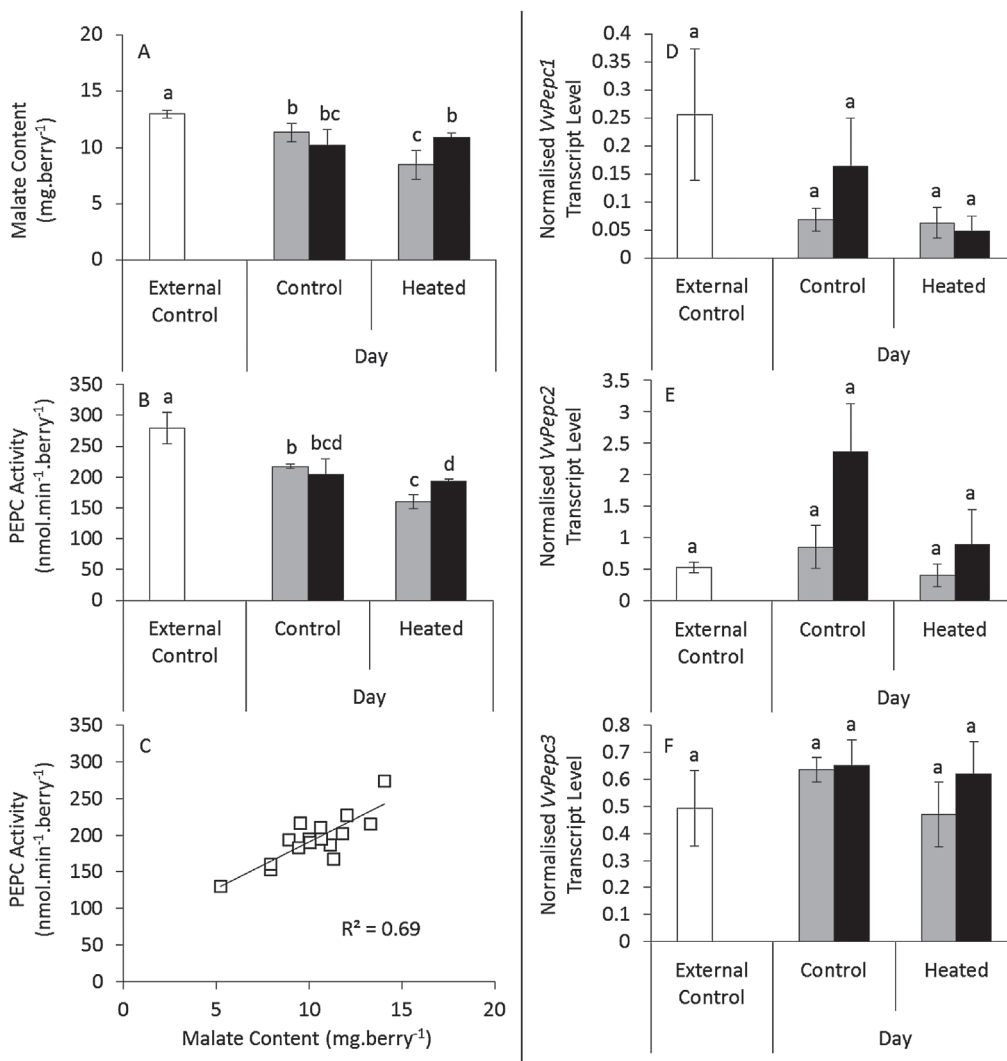 A
Malate Content
(mg.berry⁻¹)
20
15
10
5
0
a
b
bc
c
b
External
Control
Control
Heated
Day
B
PEPC Activity
(nmol.min⁻¹.berry⁻¹)
350
300
250
200
150
100
50
0
a
b
bcd
c
d
External
Control
Control
Heated
Day
C
PEPC Activity
(nmol.min⁻¹.berry⁻¹)
350
300
250
200
150
100
50
0
R² = 0.69
0
5
10
15
20
Malate Content (mg.berry⁻¹)
D
Normalised VvPepc1
Transcript Level
0.4
0.35
0.3
0.25
0.2
0.15
0.1
0.05
0
a
a
a
a
a
External
Control
Control
Heated
Day
E
Normalised VvPepc2
Transcript Level
3.5
3
2.5
2
1.5
1
0.5
0
a
a
a
a
a
External
Control
Control
Heated
Day
F
Normalised VvPepc3
Transcript Level
0.8
0.7
0.6
0.5
0.4
0.3
0.2
0.1
0
a
a
a
a
a
External
Control
Control
Heated
Day